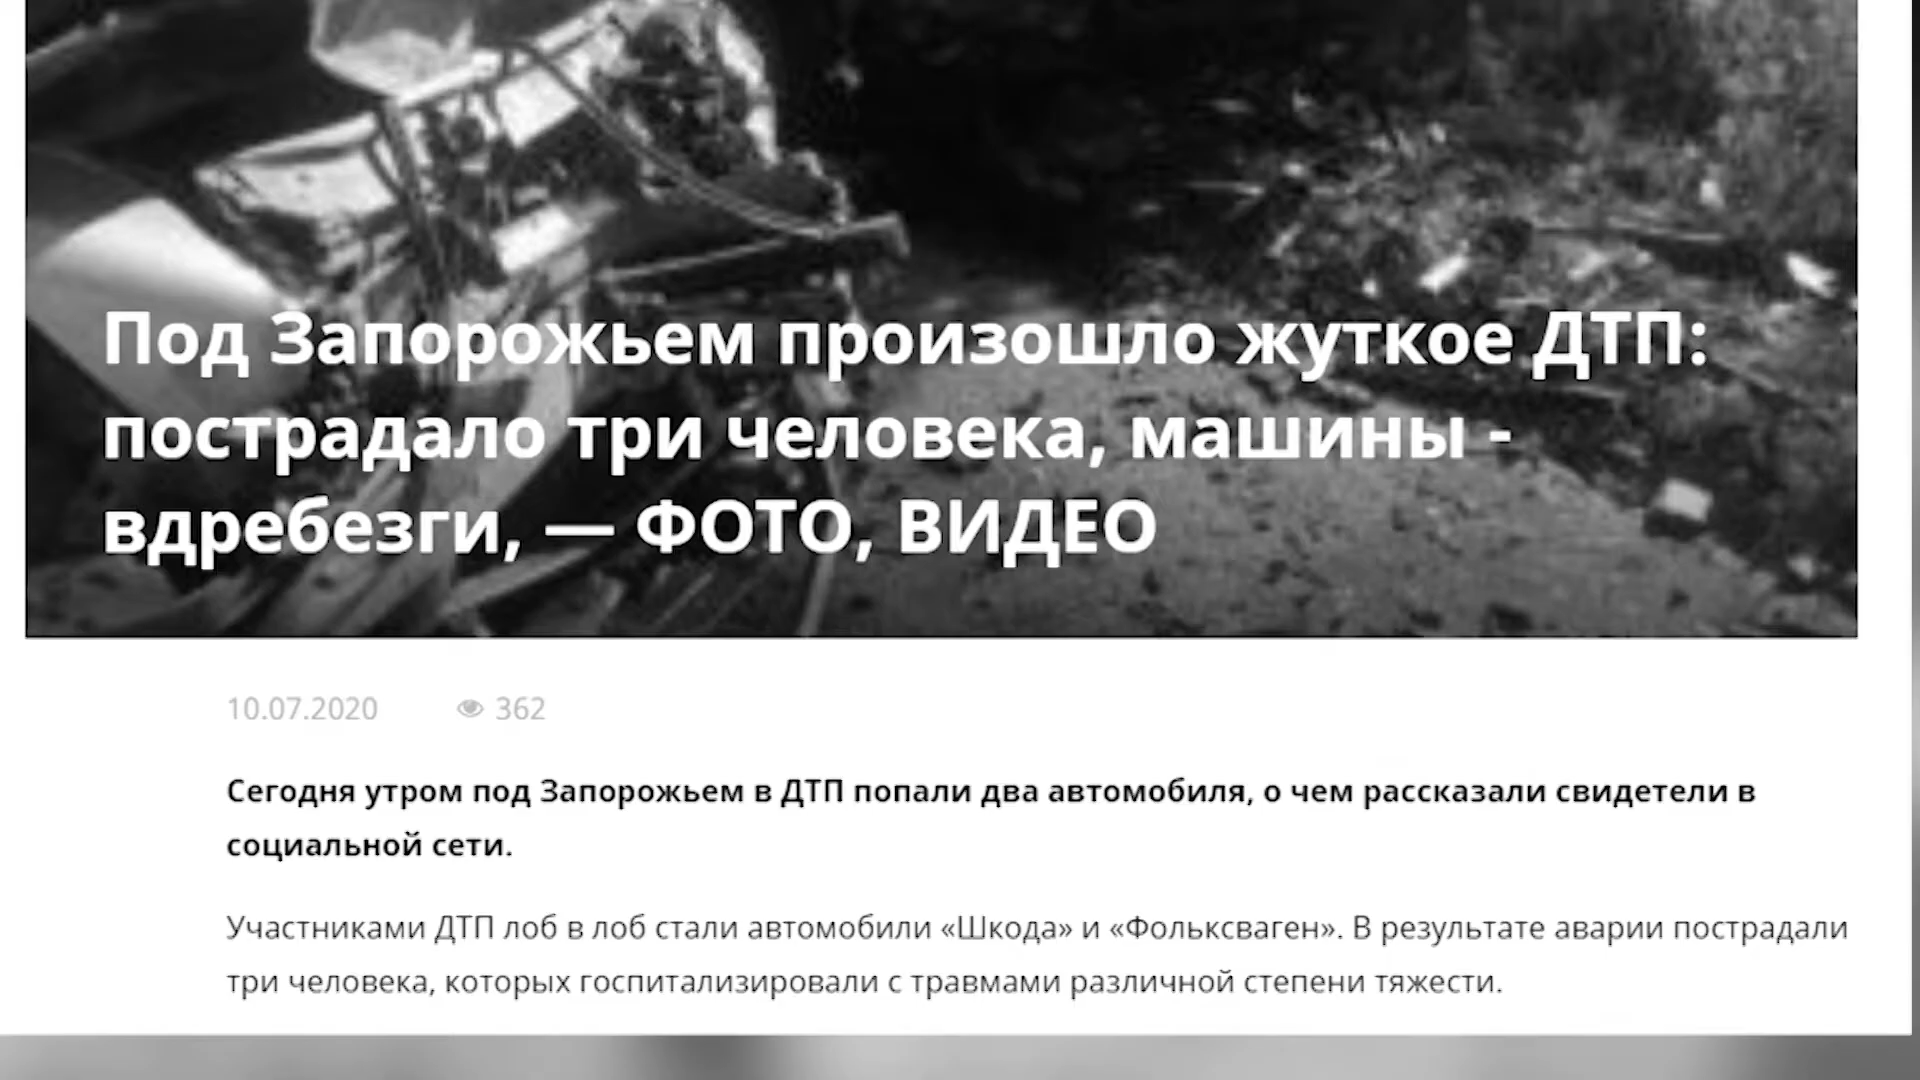 Под Запорожьем произошло жуткое ДТП:
пострадало три человека, машины -
вдребезги, — ФОТО, ВИДЕО
10.07.2020 362
Сегодня утром под Запорожьем в ДТП попали два автомобиля, о чем рассказали свидетели в
социальной сети.
Участниками ДТП лоб в лоб стали автомобили «Шкода» и «Фольксваген». В результате аварии пострадали
три человека, которых госпитализировали с травмами различной степени тяжести.